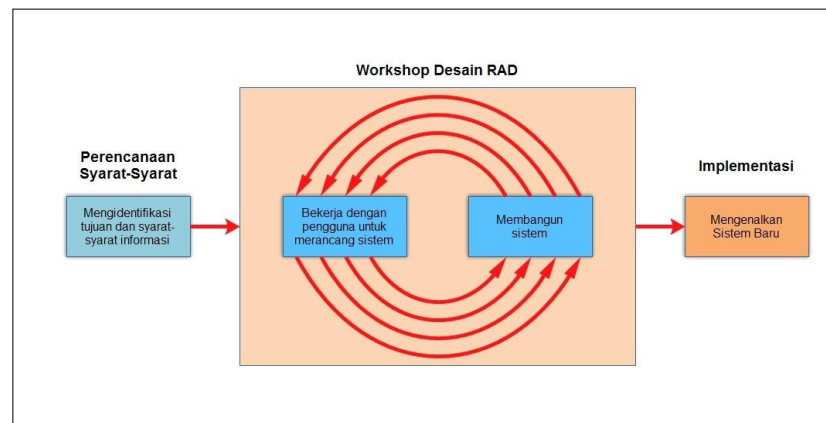 Workshop Desain RAD
Perencanaan
Syarat-Syarat
Mengidentifikasi
tujuan dan syarat-
syarat informasi
Bekerja dengan
pengguna untuk
merancang sistem
Membangun
sistem
Implementasi
Mengenalkan
Sistem Baru